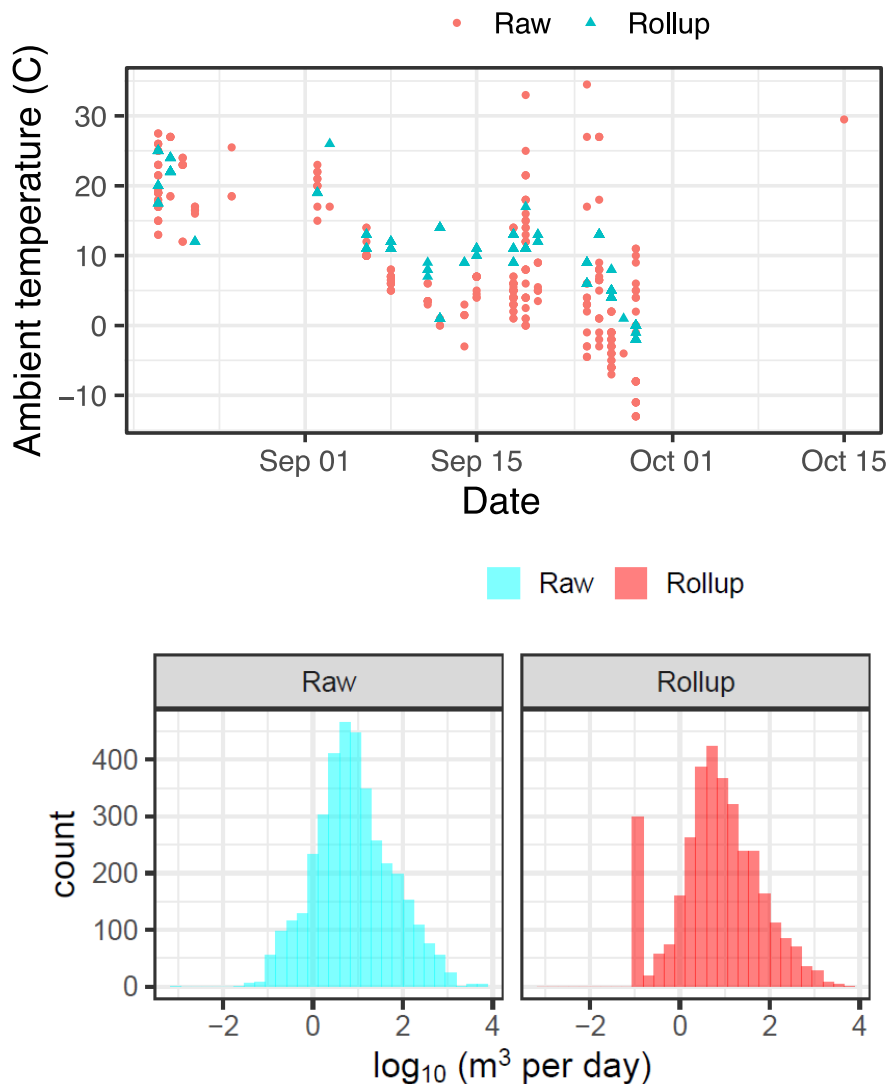 Raw Rollup
Ambient temperature (C)
30
20
10
0
−10
Sep 01 Sep 15 Oct 01 Oct 15
Date
Raw Rollup
Raw Rollup
count
400
300
200
100
0
−2 0 2 4 −2 0 2 4
log₁₀ (m³ per day)